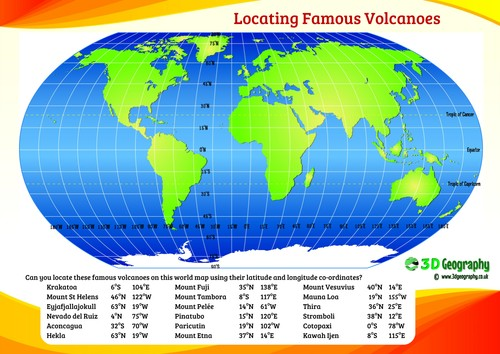 Locating Famous Volcanoes
Tropic of Cancer
Equator
Tropic of Capricorn
3D Geography
© www.3dgeography.co.uk
Can you locate these famous volcanoes on this world map using their latitude and longitude co-ordinates?
Krakatoa 6°S 104°E Mount Fuji 35°N 138°E Mount Vesuvius 40°N 14°E
Mount St Helens 46°N 122°W Mount Tambora 8°S 117°E Mauna Loa 19°N 155°W
Eyjafjallajokull 63°N 19°W Mount Pelée 14°N 61°W Thira 36°N 25°E
Nevado del Ruiz 4°N 75°W Pinatubo 15°N 120°E Stromboli 38°N 12°E
Aconcagua 32°S 70°W Paricutin 19°N 102°W Cotopaxi 0°S 78°W
Hekla 63°N 19°W Mount Etna 37°N 14°E Kawah Ijen 8°S 115°E